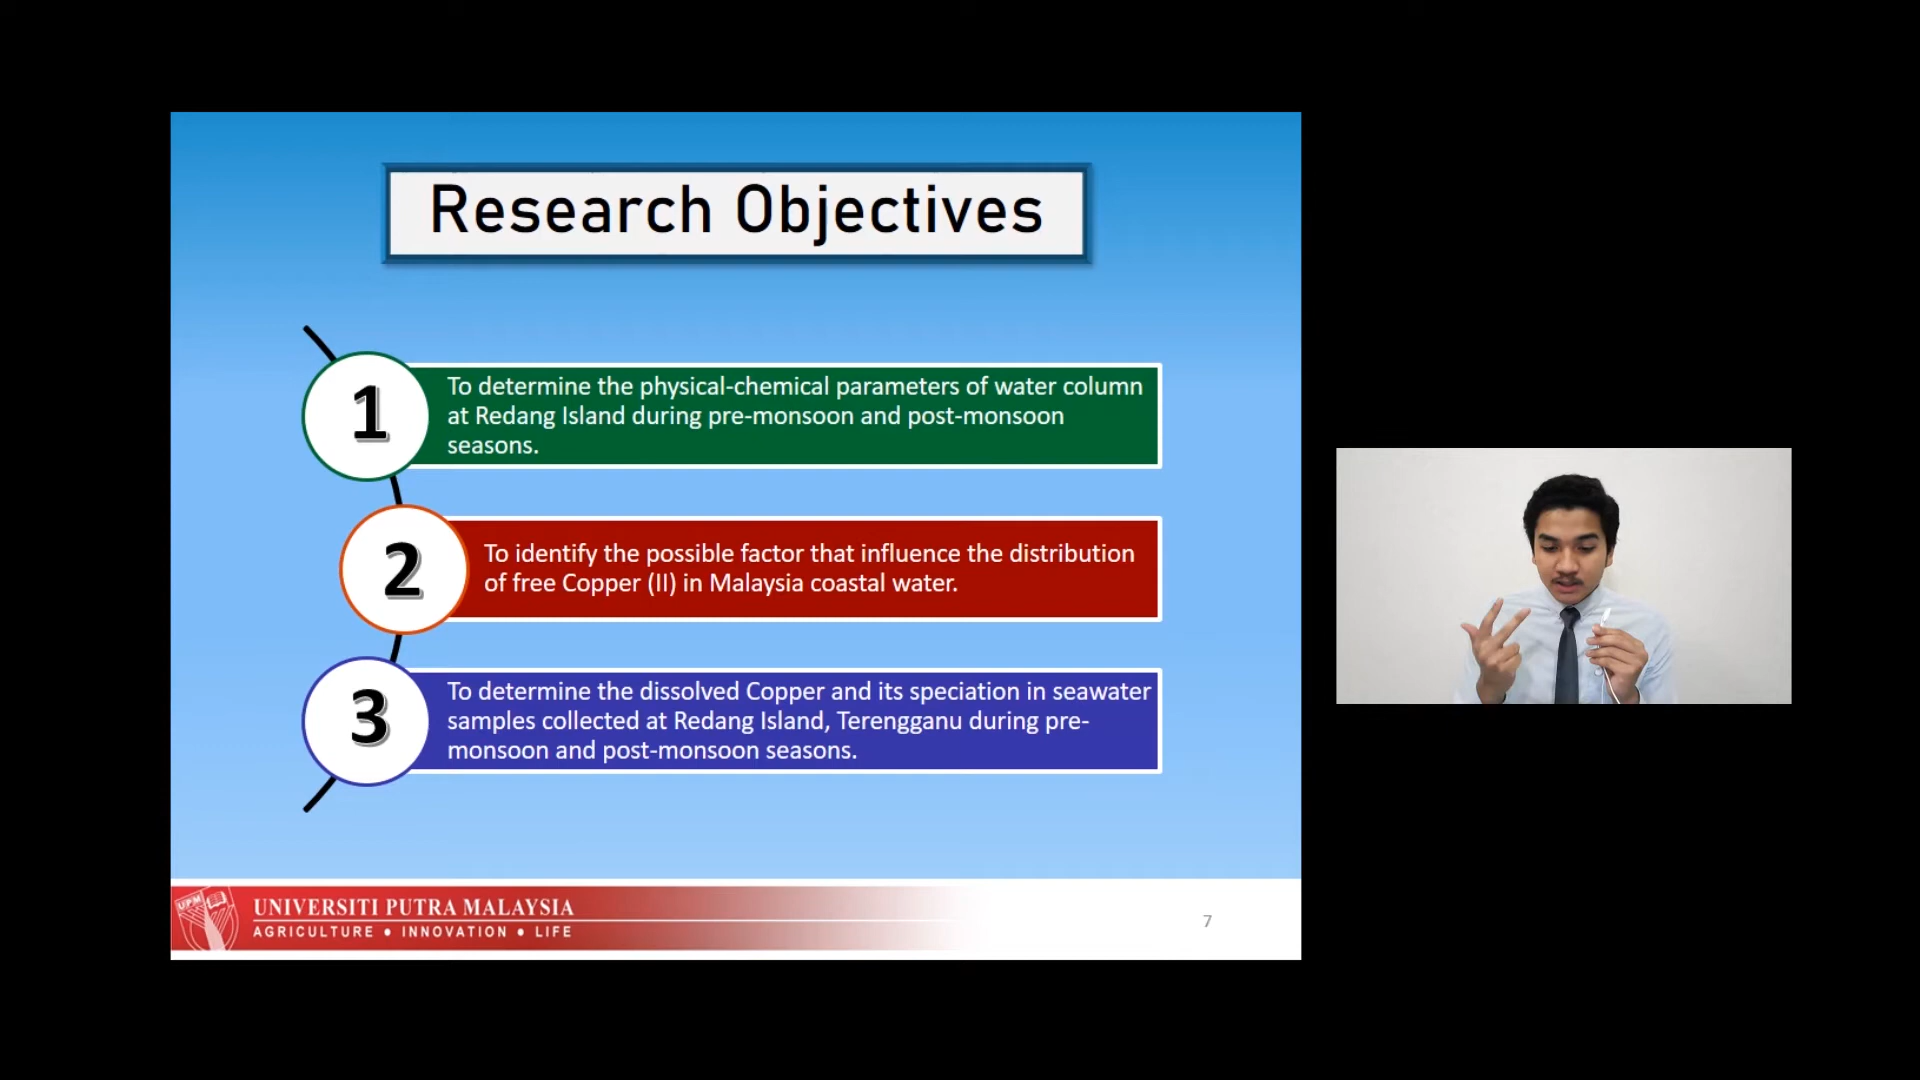 Research Objectives
1
To determine the physical-chemical parameters of water column
at Redang Island during pre-monsoon and post-monsoon
seasons.
2
To identify the possible factor that influence the distribution
of free Copper (II) in Malaysia coastal water.
3
To determine the dissolved Copper and its speciation in seawater
samples collected at Redang Island, Terengganu during pre-
monsoon and post-monsoon seasons.
UPM
UNIVERSITI PUTRA MALAYSIA
AGRICULTURE • INNOVATION • LIFE
7